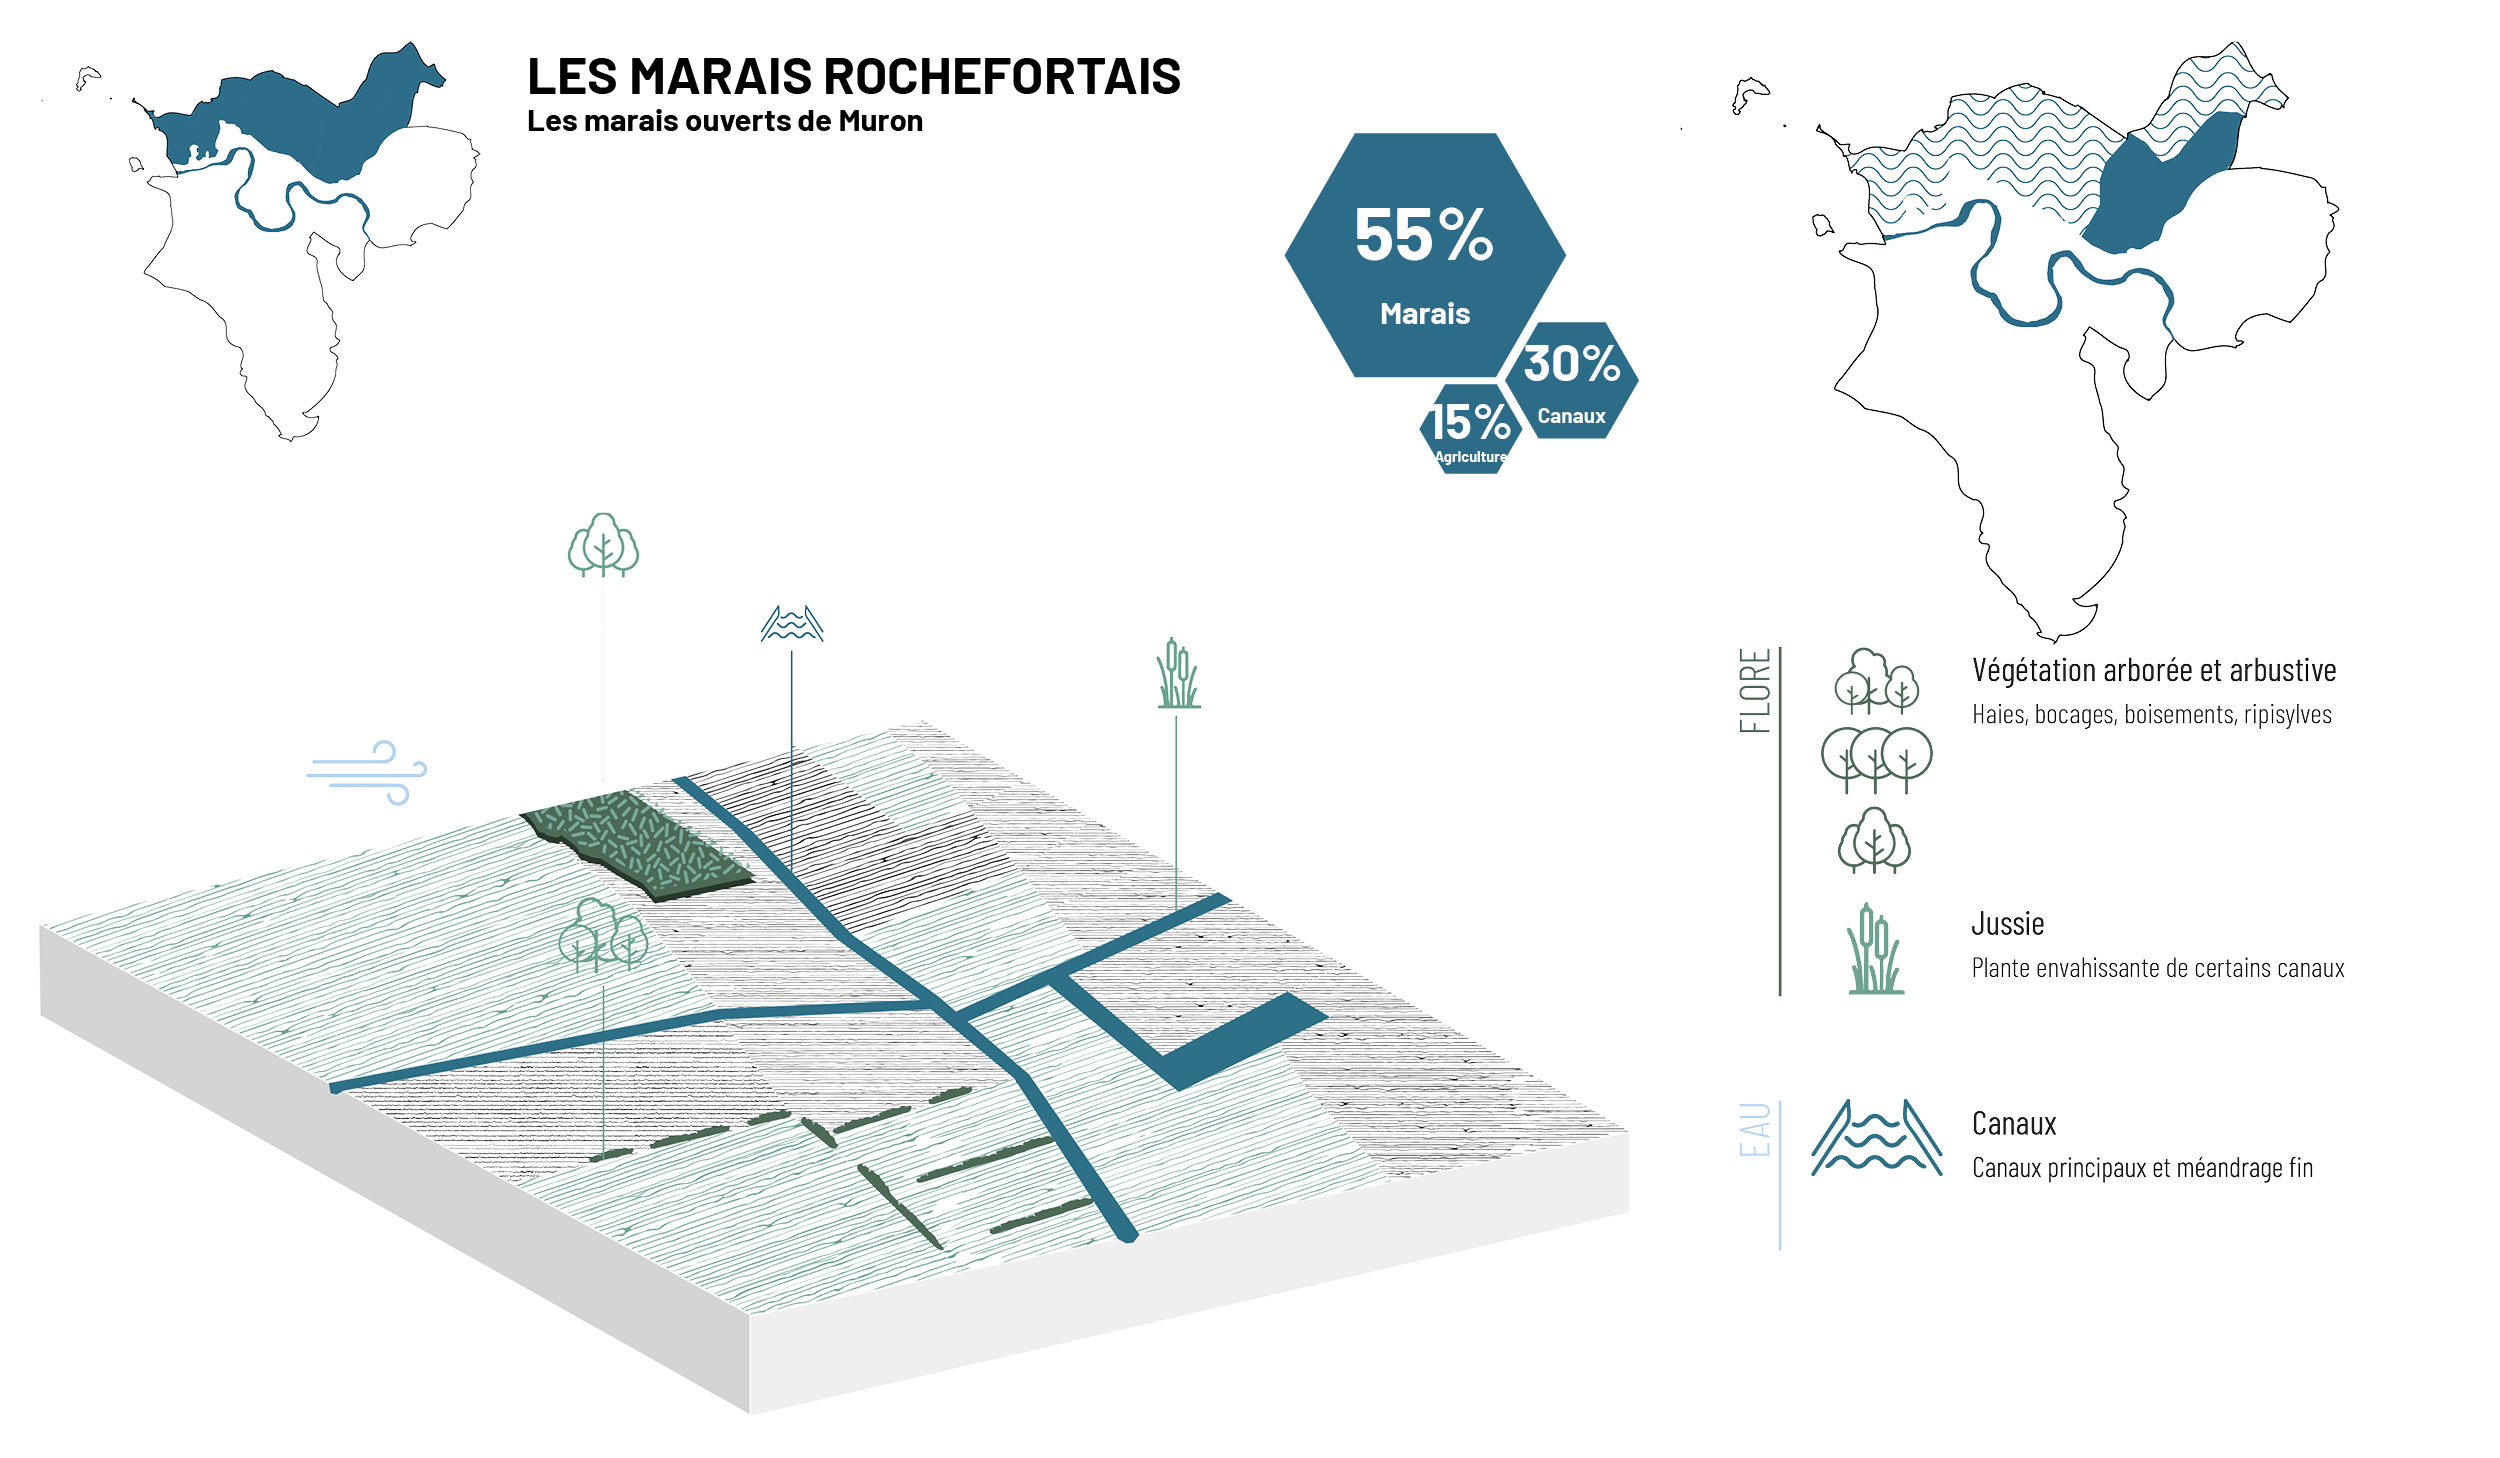 LES MARAIS ROCHEFORTAIS
Les marais ouverts de Muron
55%
Marais
30%
Canaux
15%
Agriculture
FLORE
Végétation arborée et arbustive
Haies, bocages, boisements, ripisylves
Jussie
Plante envahissante de certains canaux
EAU
Canaux
Canaux principaux et méandrage fin